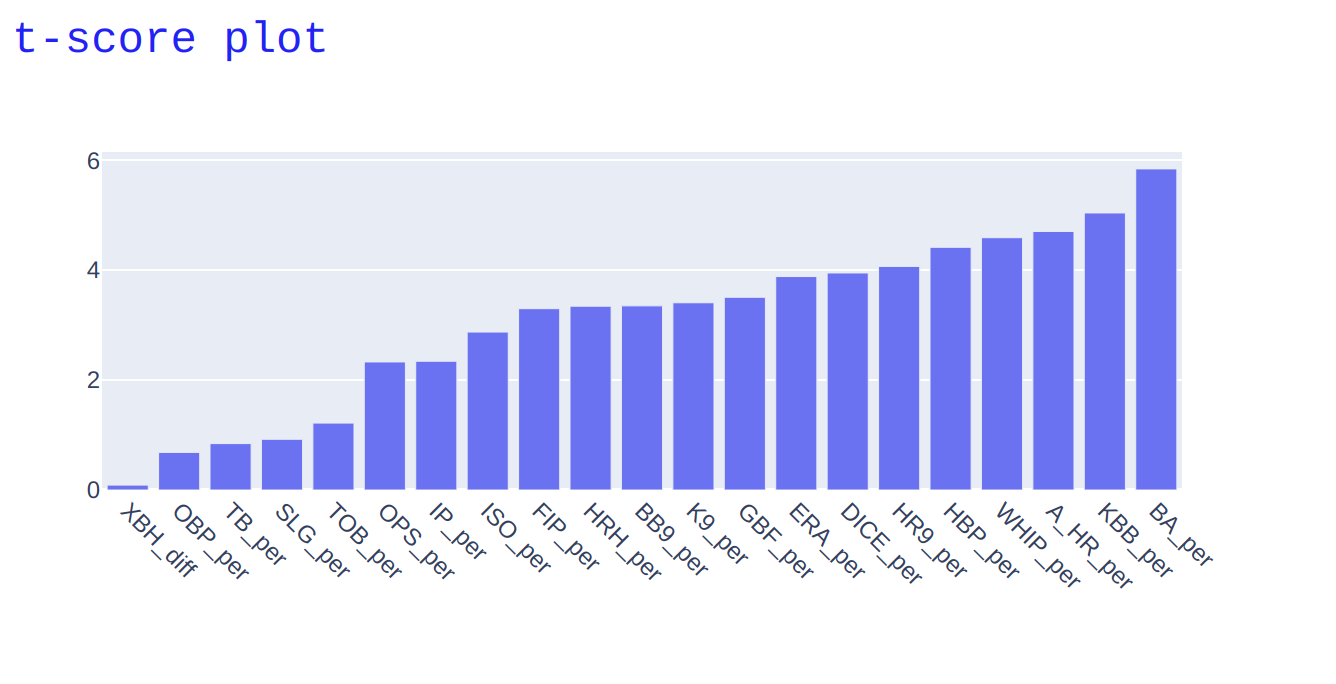 t-score plot
6
4
2
0
XBH_diff
OBP_per
TB_per
SLG_per
TOB_per
OPS_per
IP_per
ISO_per
FIP_per
HRH_per
BB9_per
K9_per
GBF_per
ERA_per
DICE_per
HR9_per
HBP_per
WHIP_per
A_HR_per
KBB_per
BA_per